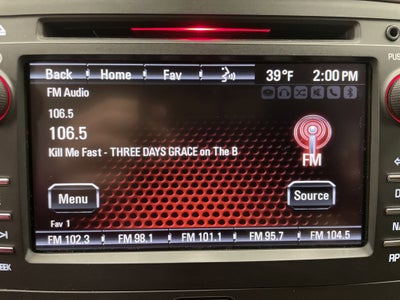 PUS
Back Home Fav 39°F 2:00 PM
FM Audio
106.5
106.5
Kill Me Fast - THREE DAYS GRACE on The B
FM
Menu Source
Fav 1
FM 102.3 FM 98.1 FM 101.1 FM 95.7 FM 104.5
EEK